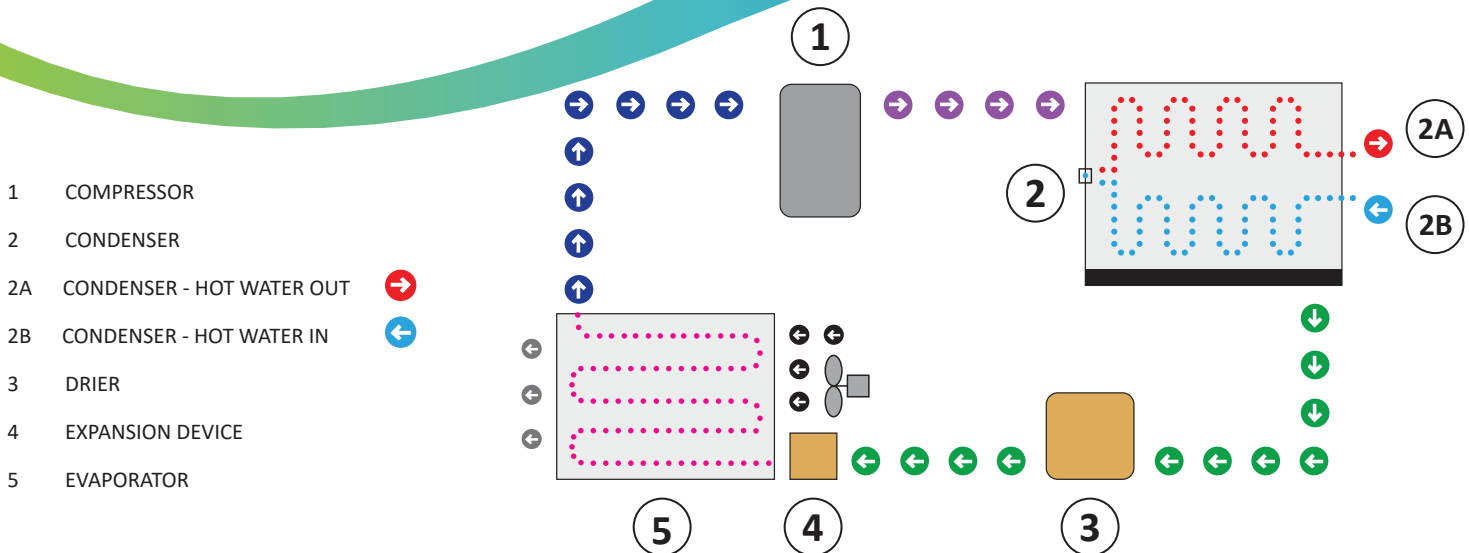 1 COMPRESSOR
2 CONDENSER
2A CONDENSER - HOT WATER OUT
2B CONDENSER - HOT WATER IN
3 DRIER
4 EXPANSION DEVICE
5 EVAPORATOR
1
2A
2
2B
5
4
3